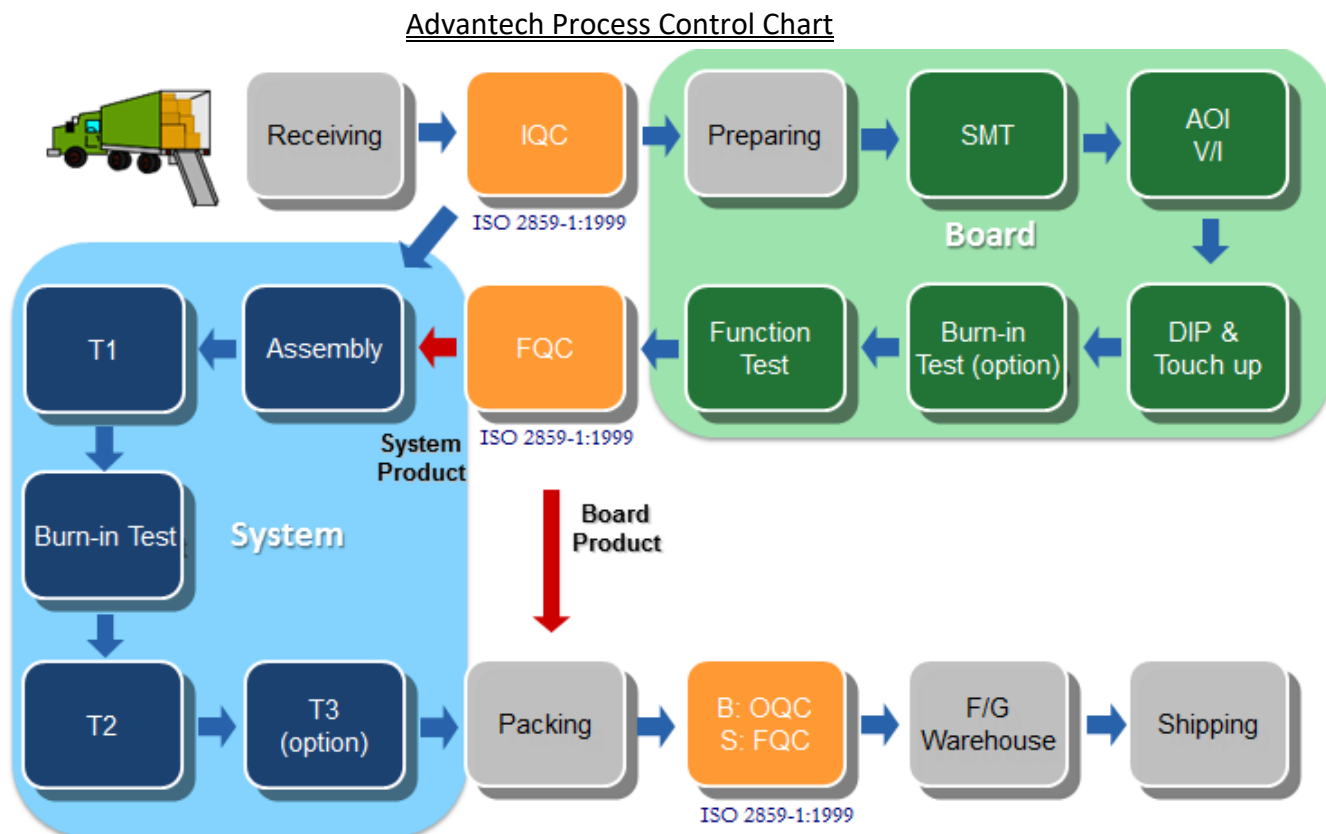 Advantech Process Control Chart
Receiving
IQC
ISO 2859-1:1999
Preparing
SMT
AOI
V/I
Board
T1
Assembly
FQC
ISO 2859-1:1999
Function
Test
Burn-in
Test (option)
DIP &
Touch up
System
Product
Burn-in Test
System
Board
Product
T2
T3
(option)
Packing
B: OQC
S: FQC
ISO 2859-1:1999
F/G
Warehouse
Shipping